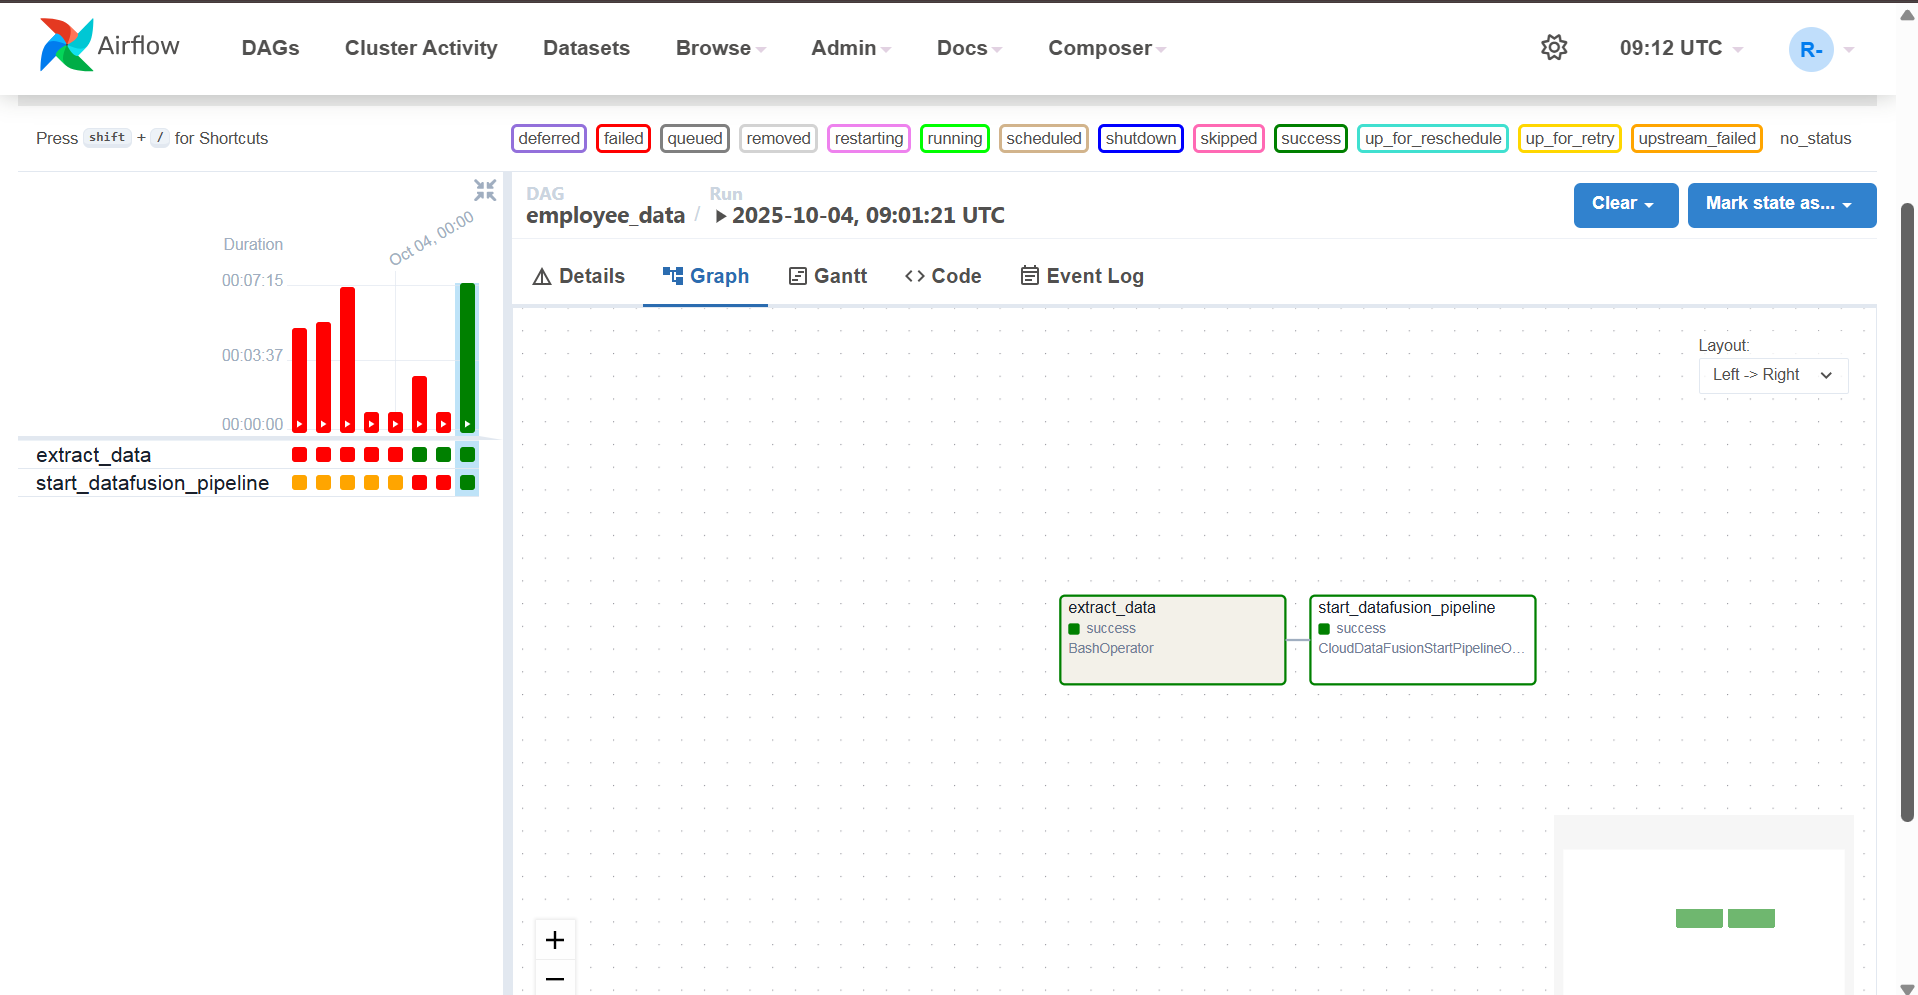 Airflow
DAGs
Cluster Activity
Datasets
Browse
Admin
Docs
Composer
09:12 UTC
R-
Press shift + / for Shortcuts
deferred
failed
queued
removed
restarting
running
scheduled
shutdown
skipped
success
up_for_reschedule
up_for_retry
upstream_failed
no_status
Oct 04, 00:00
Duration
00:07:15
00:03:37
00:00:00
extract_data
start_datafusion_pipeline
DAG
employee_data
/
Run
2025-10-04, 09:01:21 UTC
Clear
Mark state as...
Details
Graph
Gantt
Code
Event Log
Layout:
Left -> Right
extract_data
success
BashOperator
start_datafusion_pipeline
success
CloudDataFusionStartPipelineO...
+
−